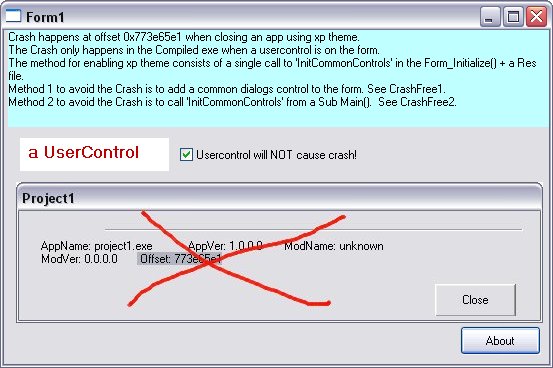 Form1
Crash happens at offset 0x773e65e1 when closing an app using xp theme.
The Crash only happens in the Compiled exe when a usercontrol is on the form.
The method for enabling xp theme consists of a single call to 'InitCommonControls' in the Form_Initialize() + a Res
file.
Method 1 to avoid the Crash is to add a common dialogs control to the form. See CrashFree1.
Method 2 to avoid the Crash is to call 'InitCommonControls' from a Sub Main().  See CrashFree2.
a UserControl
Usercontrol will NOT cause crash!
Project1
AppName: project1.exe AppVer: 1.0.0.0 ModName: unknown
ModVer: 0.0.0.0 Offset: 773e65e1
Close
About